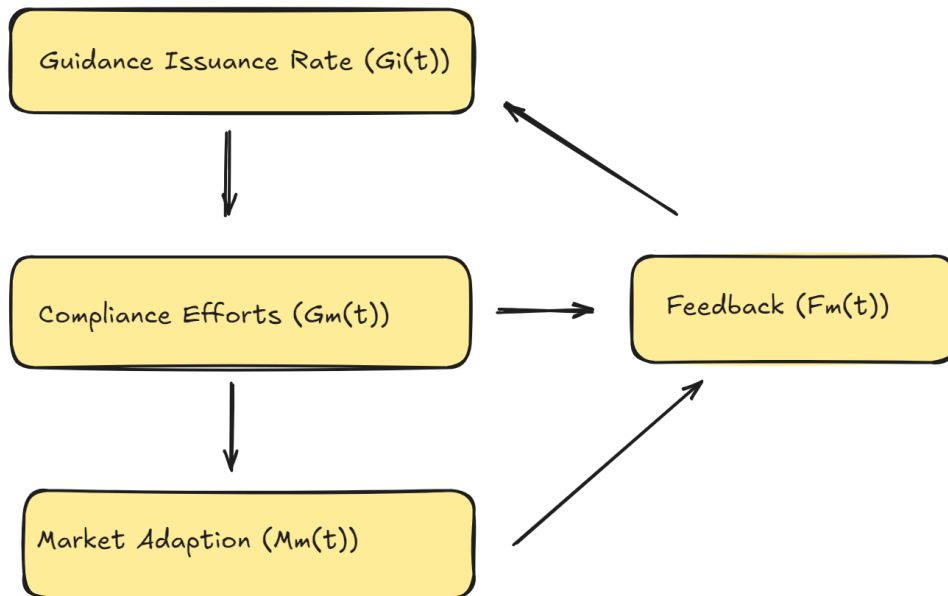 Guidance Issuance Rate (Gi(t))
Compliance Efforts (Gm(t))
Feedback (Fm(t))
Market Adaption (Mm(t))